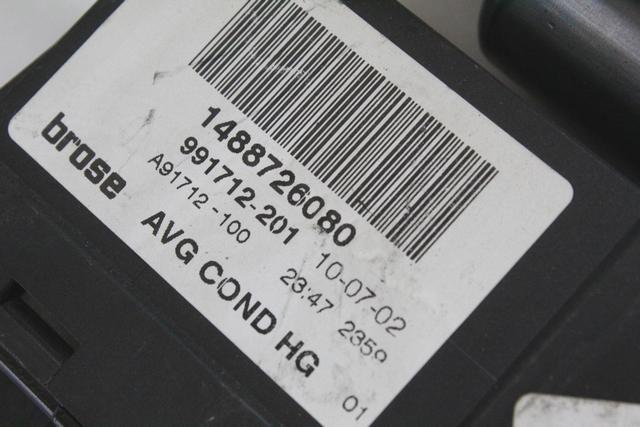 brose
1488726080
991712-201 10-07-02
A91712-100 23:47 2359
AVG COND HG 01